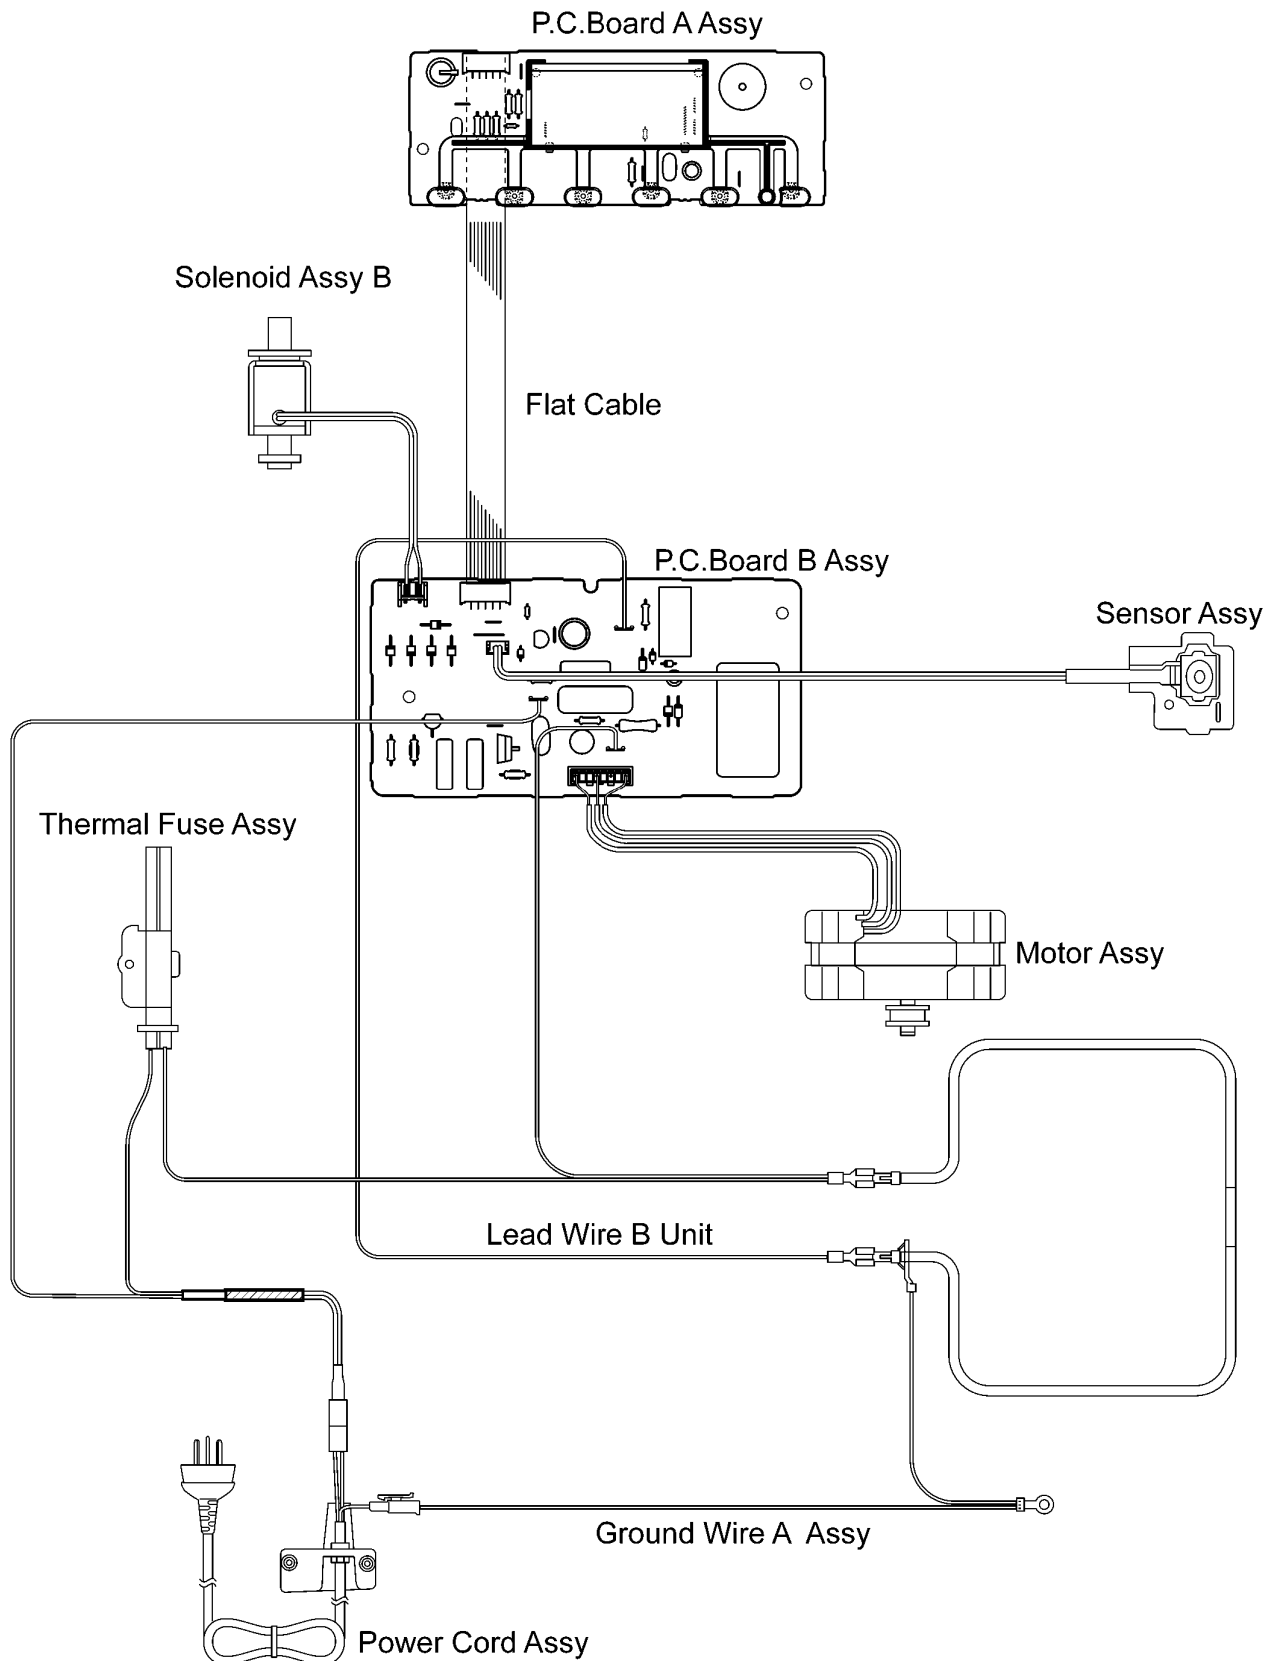 P.C.Board A Assy
Solenoid Assy B
Flat Cable
P.C.Board B Assy
Sensor Assy
Thermal Fuse Assy
Motor Assy
Lead Wire B Unit
Ground Wire A Assy
Power Cord Assy